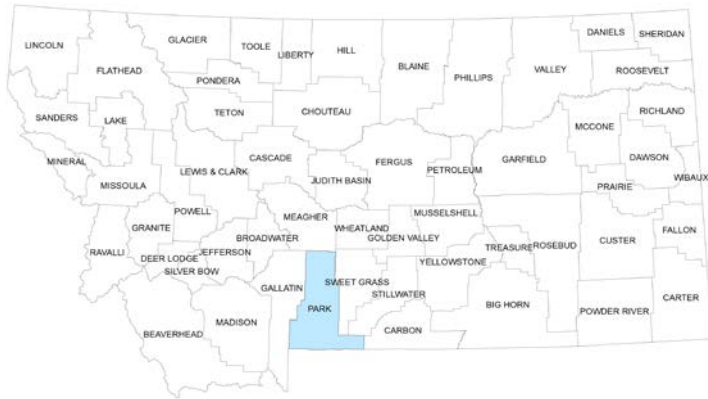 LINCOLN
GLACIER
TOOLE
LIBERTY
HILL
BLAINE
PHILLIPS
VALLEY
DANIELS
SHERIDAN
ROOSEVELT
FLATHEAD
PONDERA
TETON
CHOUTEAU
RICHLAND
SANDERS
LAKE
MCCONE
MINERAL
MISSOULA
LEWIS & CLARK
CASCADE
JUDITH BASIN
FERGUS
PETROLEUM
GARFIELD
DAWSON
WIBAUX
PRAIRIE
POWELL
GRANITE
MEAGHER
WHEATLAND
MUSSELSHELL
GOLDEN VALLEY
RAVALLI
DEER LODGE
SILVER BOW
JEFFERSON
BROADWATER
TREASURE
ROSEBUD
CUSTER
FALLON
GALLATIN
PARK
SWEET GRASS
STILLWATER
YELLOWSTONE
BIG HORN
CARBON
POWDER RIVER
CARTER
BEAVERHEAD
MADISON